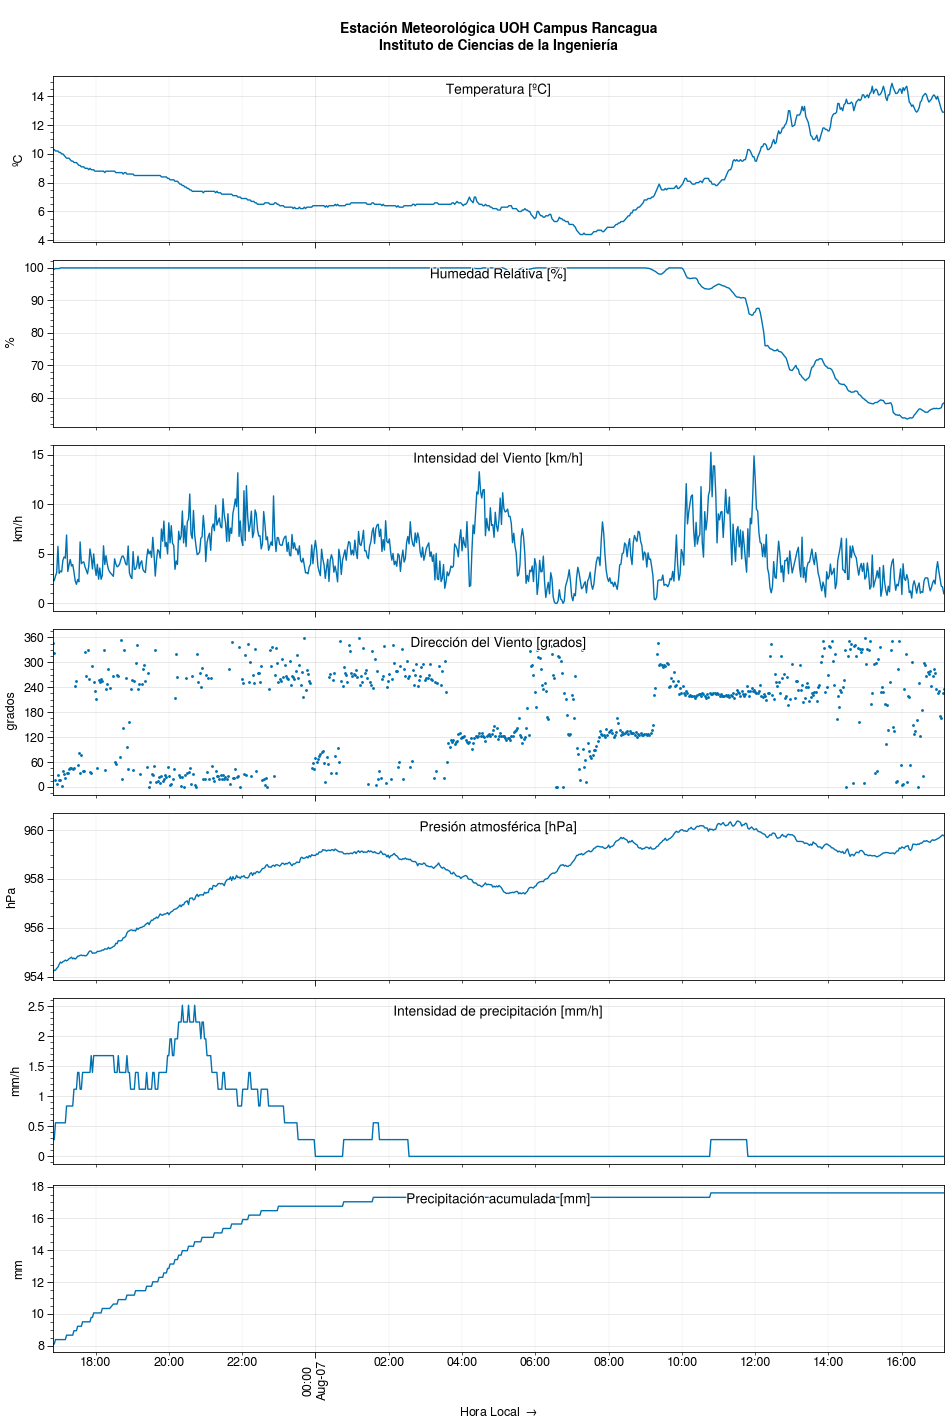 Estación Meteorológica UOH Campus Rancagua
Instituto de Ciencias de la Ingeniería
Temperatura [ºC]
14
12
10
8
6
4
ºC
Humedad Relativa [%]
100
90
80
70
60
%
Intensidad del Viento [km/h]
15
10
5
0
km/h
Dirección del Viento [grados]
360
300
240
180
120
60
0
grados
Presión atmosférica [hPa]
960
958
956
954
hPa
Intensidad de precipitación [mm/h]
2.5
2
1.5
1
0.5
0
mm/h
Precipitación acumulada [mm]
18
16
14
12
10
8
mm
18:00 20:00 22:00 00:00 02:00 04:00 06:00 08:00 10:00 12:00 14:00 16:00
Aug-07
Hora Local →